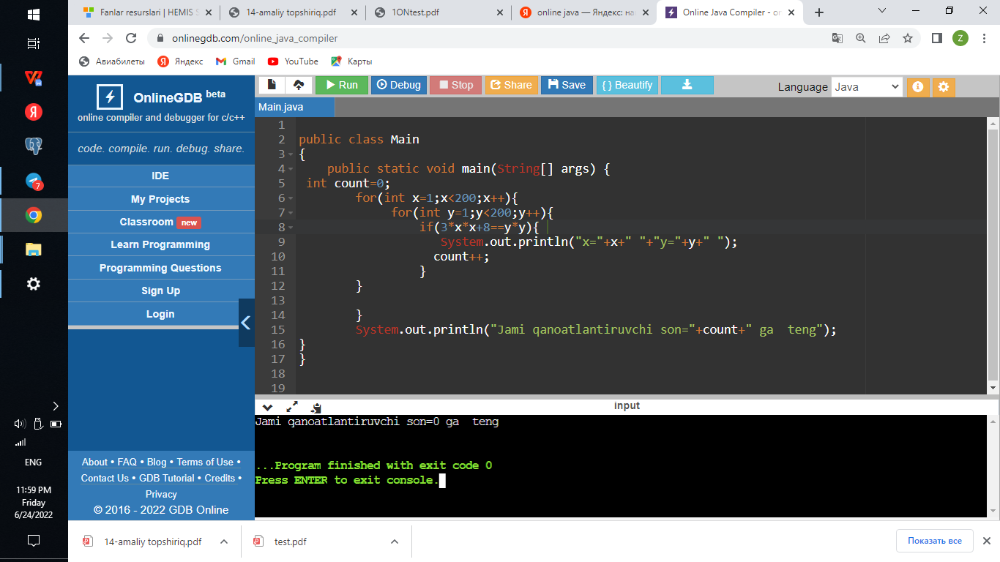 Fanlar resurslari | HEMIS S
14-amaliy topshiriq.pdf
1ONtest.pdf
online java — Яндекс: на
Online Java Compiler - or
onlinegdb.com/online_java_compiler
Z
Авиабилеты
Яндекс
Gmail
YouTube
Карты
OnlineGDB beta
online compiler and debugger for c/c++
code. compile. run. debug. share.
IDE
My Projects
Classroom new
Learn Programming
Programming Questions
Sign Up
Login
About • FAQ • Blog • Terms of Use •
Contact Us • GDB Tutorial • Credits •
Privacy
© 2016 - 2022 GDB Online
Run
Debug
Stop
Share
Save
{ } Beautify
Language Java
Main.java
1
2 public class Main
3 {
4 public static void main(String[] args) {
5 int count=0;
6 for(int x=1;x<200;x++){
7 for(int y=1;y<200;y++){
8 if(3*x*x+8==y*y){
9 System.out.println("x="+x+" "+"y="+y+" ");
10 count++;
11 }
12 }
13
14 }
15 System.out.println("Jami qanoatlantiruvchi son="+count+" ga  teng");
16 }
17 }
18
19
input
Jami qanoatlantiruvchi son=0 ga  teng
...Program finished with exit code 0
Press ENTER to exit console.
7
ENG
11:59 PM
Friday
6/24/2022
14-amaliy topshiriq.pdf
test.pdf
Показать все